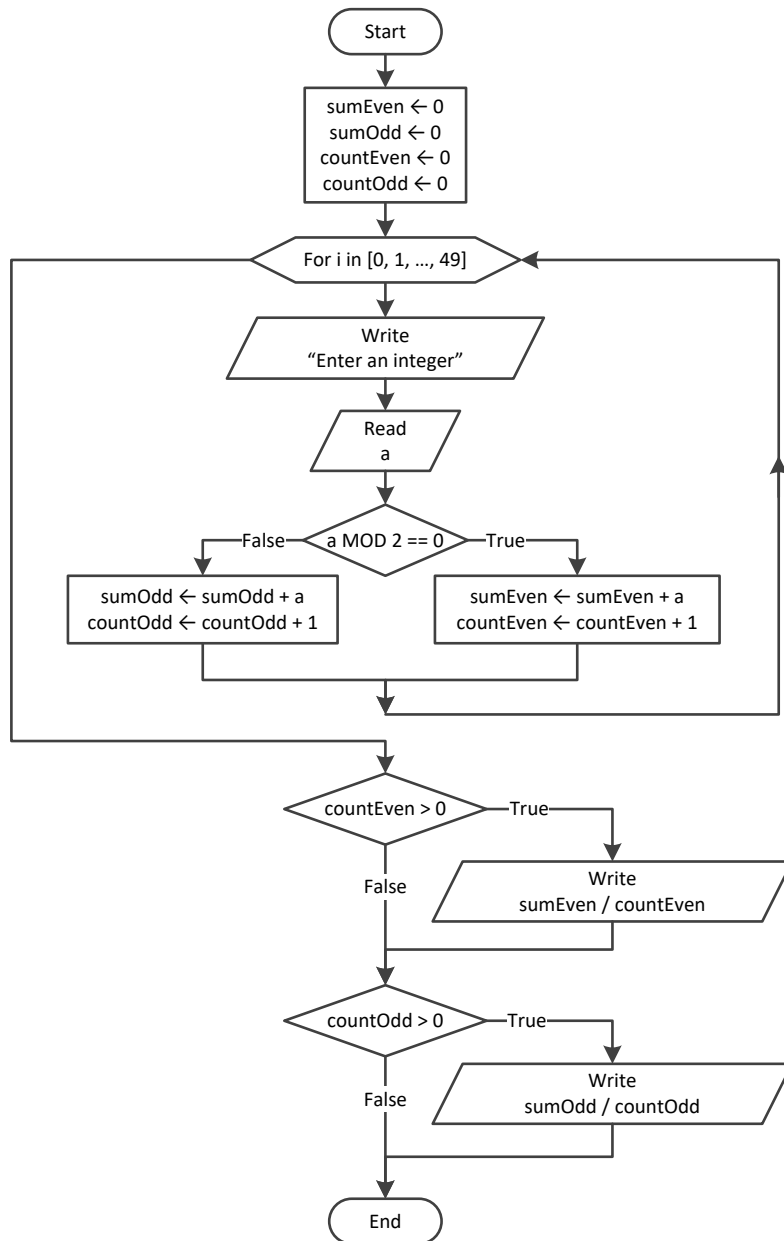 Start
sumEven ← 0
sumOdd ← 0
countEven ← 0
countOdd ← 0
For i in [0, 1, …, 49]
Write
“Enter an integer”
Read
a
False
a MOD 2 == 0
True
sumOdd ← sumOdd + a
countOdd ← countOdd + 1
sumEven ← sumEven + a
countEven ← countEven + 1
countEven > 0
True
False
Write
sumEven / countEven
countOdd > 0
True
False
Write
sumOdd / countOdd
End